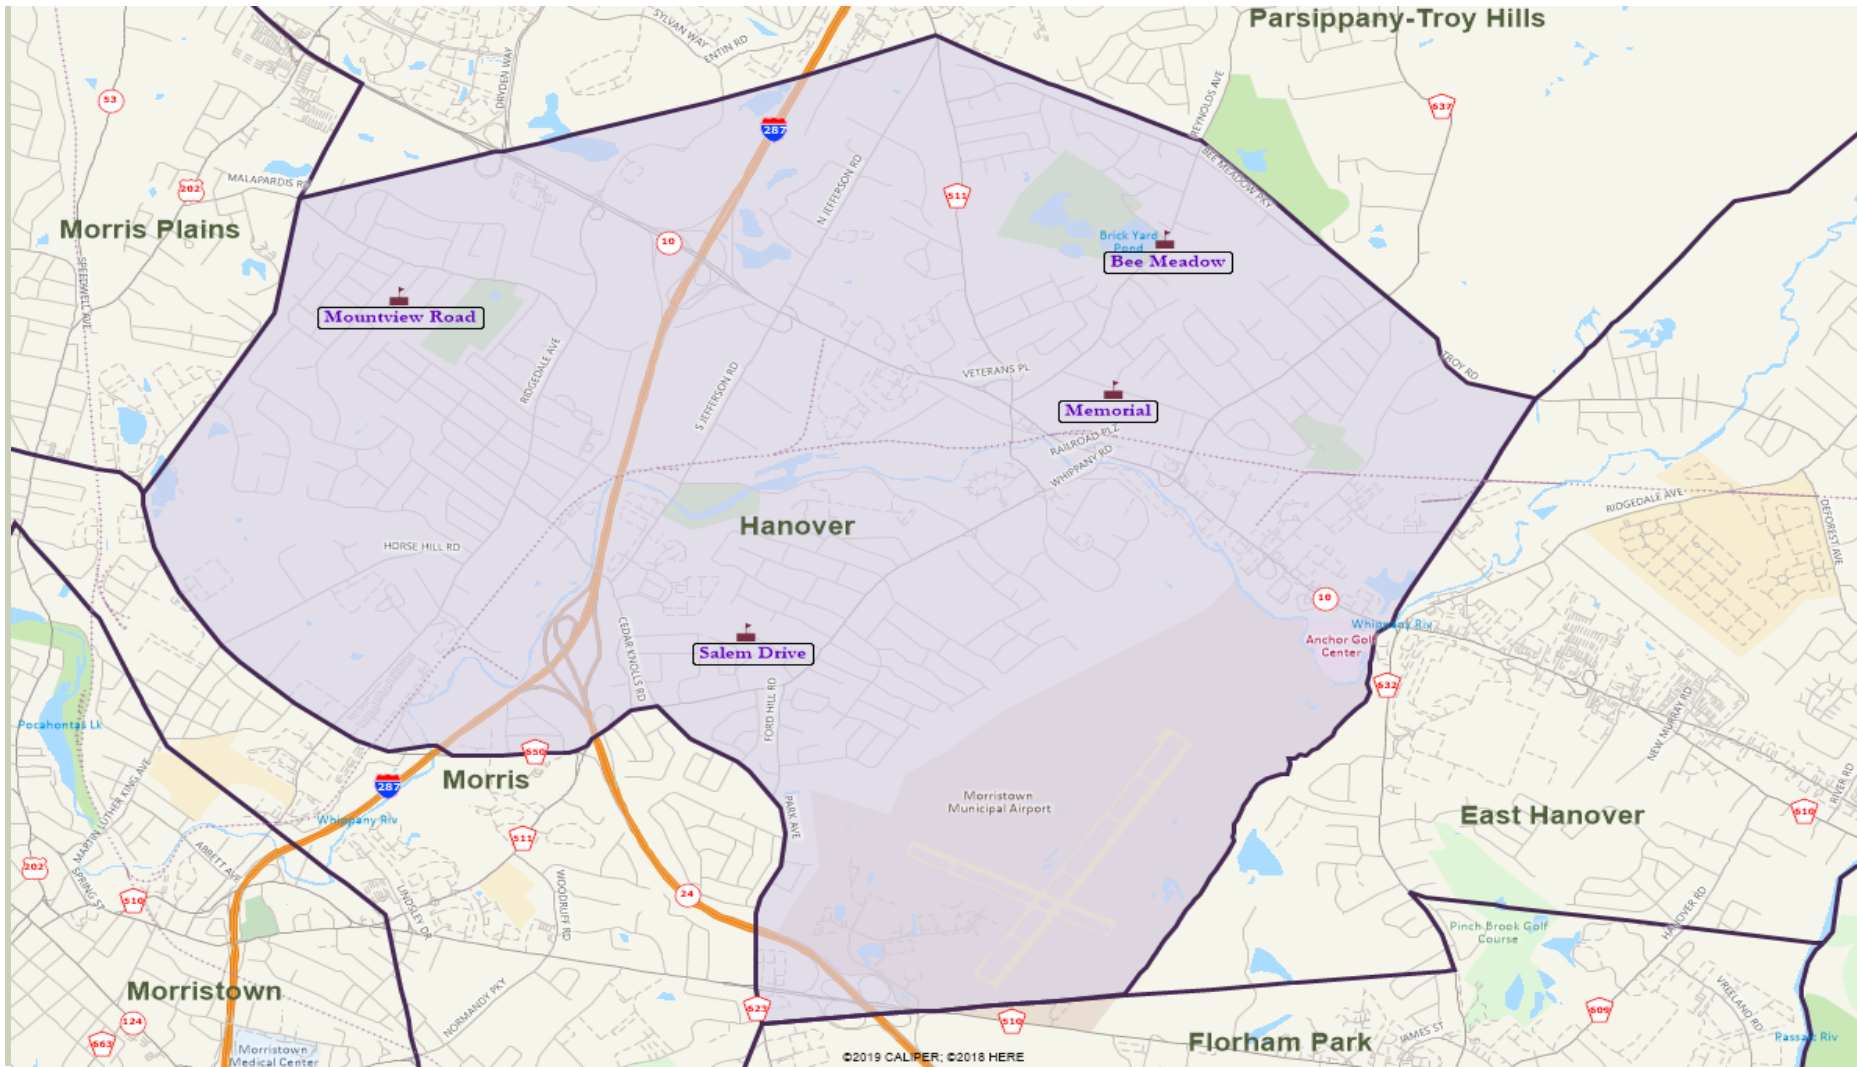 Parsippany-Troy Hills
SYLVAN WAY
ENTIN RD
DRYDEN WAY
53
637
REYNOLDS AVE
287
BEE MEADOW PKY
MALAPARDIS RD
202
N JEFFERSON RD
511
Morris Plains
10
Brick Yard
Pond
Bee Meadow
SPEEDWELL AVE
Mountview Road
RIDGEDALE AVE
S JEFFERSON RD
VETERANS PL
TROY RD
Memorial
RAILROAD PLZ
WHIPPANY RD
RIDGEDALE AVE
DEFOREST AVE
Hanover
HORSE HILL RD
10
Whippany Riv
Anchor Golf
Center
CEDAR KNOLLS RD
Salem Drive
632
FORD HILL RD
NEW MURRAY RD
Pocahontas Lk
650
Morris
287
MARTIN LUTHER KING AVE
Whippany Riv
PARK AVE
Morristown
Municipal Airport
RIVER RD
East Hanover
510
511
ABBETT AVE
202
SPRING ST
510
LINDSLEY DR
WOODRUFF RD
24
HANOVER RD
Pinch Brook Golf
Course
Morristown
NORMANDY PKY
623
510
VREELAND RD
609
124
663
Florham Park
JAMES ST
Passaic Riv
Morristown
Medical Center
©2019 CALIPER; ©2018 HERE